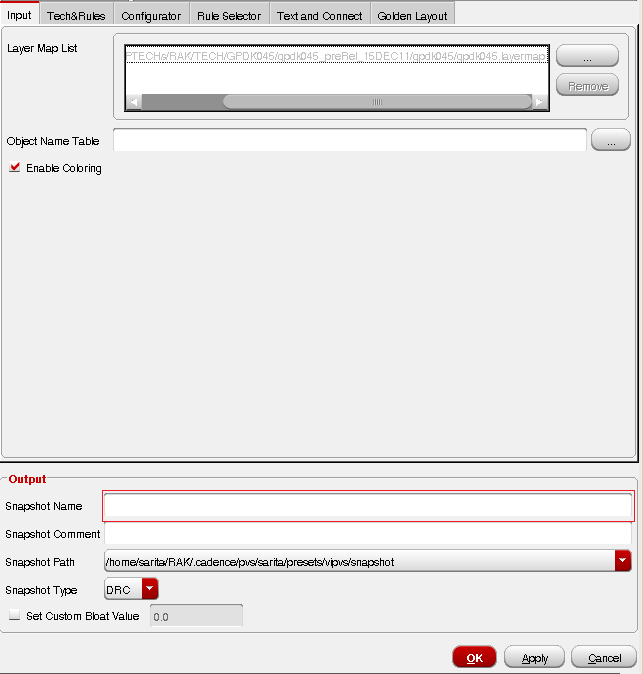 Input Tech&Rules Configurator Rule Selector Text and Connect Golden Layout
Layer Map List
PTECHs/RAK/TECH/GPDK045/gpdk045_preRel_15DEC11/gpdk045/gpdk045.layermap
...
Remove
Object Name Table ...
Enable Coloring
Output
Snapshot Name
Snapshot Comment
Snapshot Path /home/sarita/RAK/.cadence/pvs/sarita/presets/vipvs/snapshot
Snapshot Type DRC
Set Custom Bloat Value 0.0
OK Apply Cancel